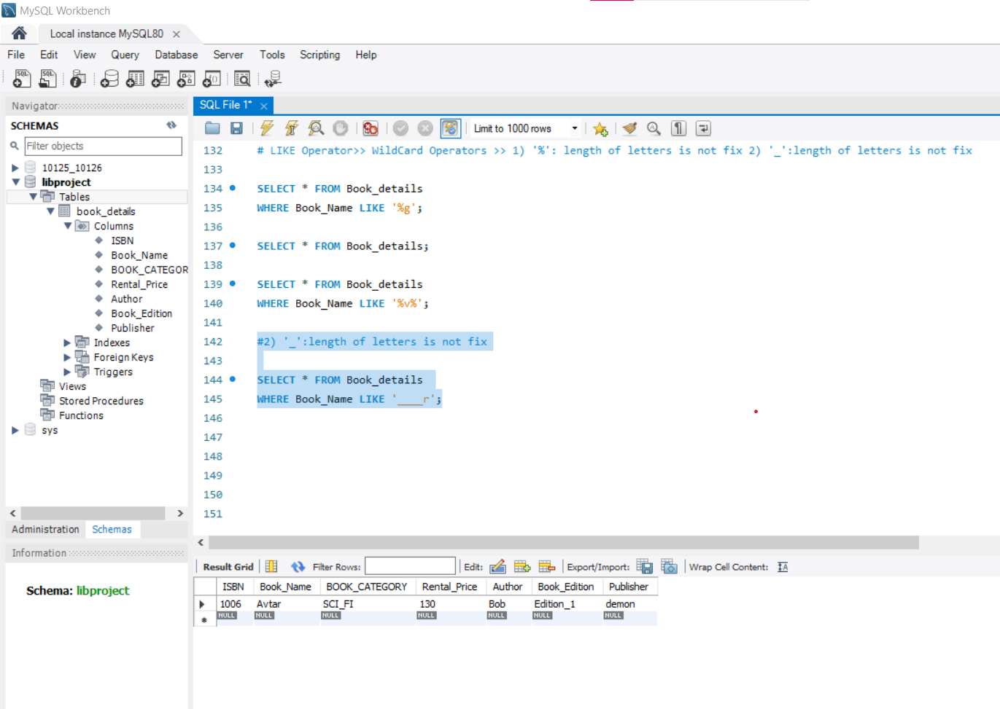 MySQL Workbench
Local instance MySQL80
File Edit View Query Database Server Tools Scripting Help
Navigator
SCHEMAS
Filter objects
10125_10126
libproject
Tables
book_details
Columns
ISBN
Book_Name
BOOK_CATEGOR
Rental_Price
Author
Book_Edition
Publisher
Indexes
Foreign Keys
Triggers
Views
Stored Procedures
Functions
sys
Administration Schemas
Information
Schema: libproject
SQL File 1*
Limit to 1000 rows
132 # LIKE Operator>> WildCard Operators >> 1) '%': length of letters is not fix 2) '_':length of letters is not fix
133
134 SELECT * FROM Book_details
135 WHERE Book_Name LIKE '%g';
136
137 SELECT * FROM Book_details;
138
139 SELECT * FROM Book_details
140 WHERE Book_Name LIKE '%v%';
141
142 #2) '_':length of letters is not fix
143
144 SELECT * FROM Book_details
145 WHERE Book_Name LIKE '____r';
146
147
148
149
150
151
Result Grid Filter Rows: Edit: Export/Import: Wrap Cell Content:
ISBN Book_Name BOOK_CATEGORY Rental_Price Author Book_Edition Publisher
1006 Avtar SCI_FI 130 Bob Edition_1 demon
NULL NULL NULL NULL NULL NULL NULL